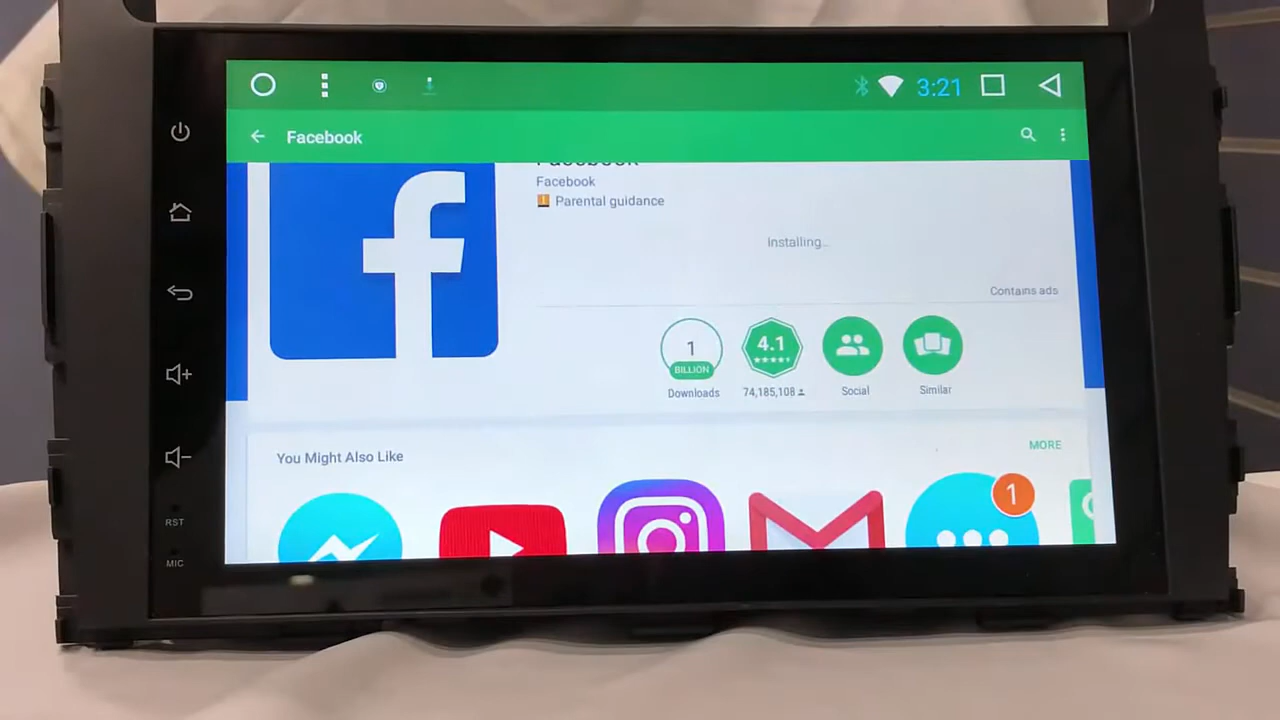 3:21
Facebook
Facebook
Facebook
Parental guidance
Installing...
Contains ads
1
BILLION
Downloads
4.1
74,185,108
Social
Similar
You Might Also Like
MORE
1
RST
MIC